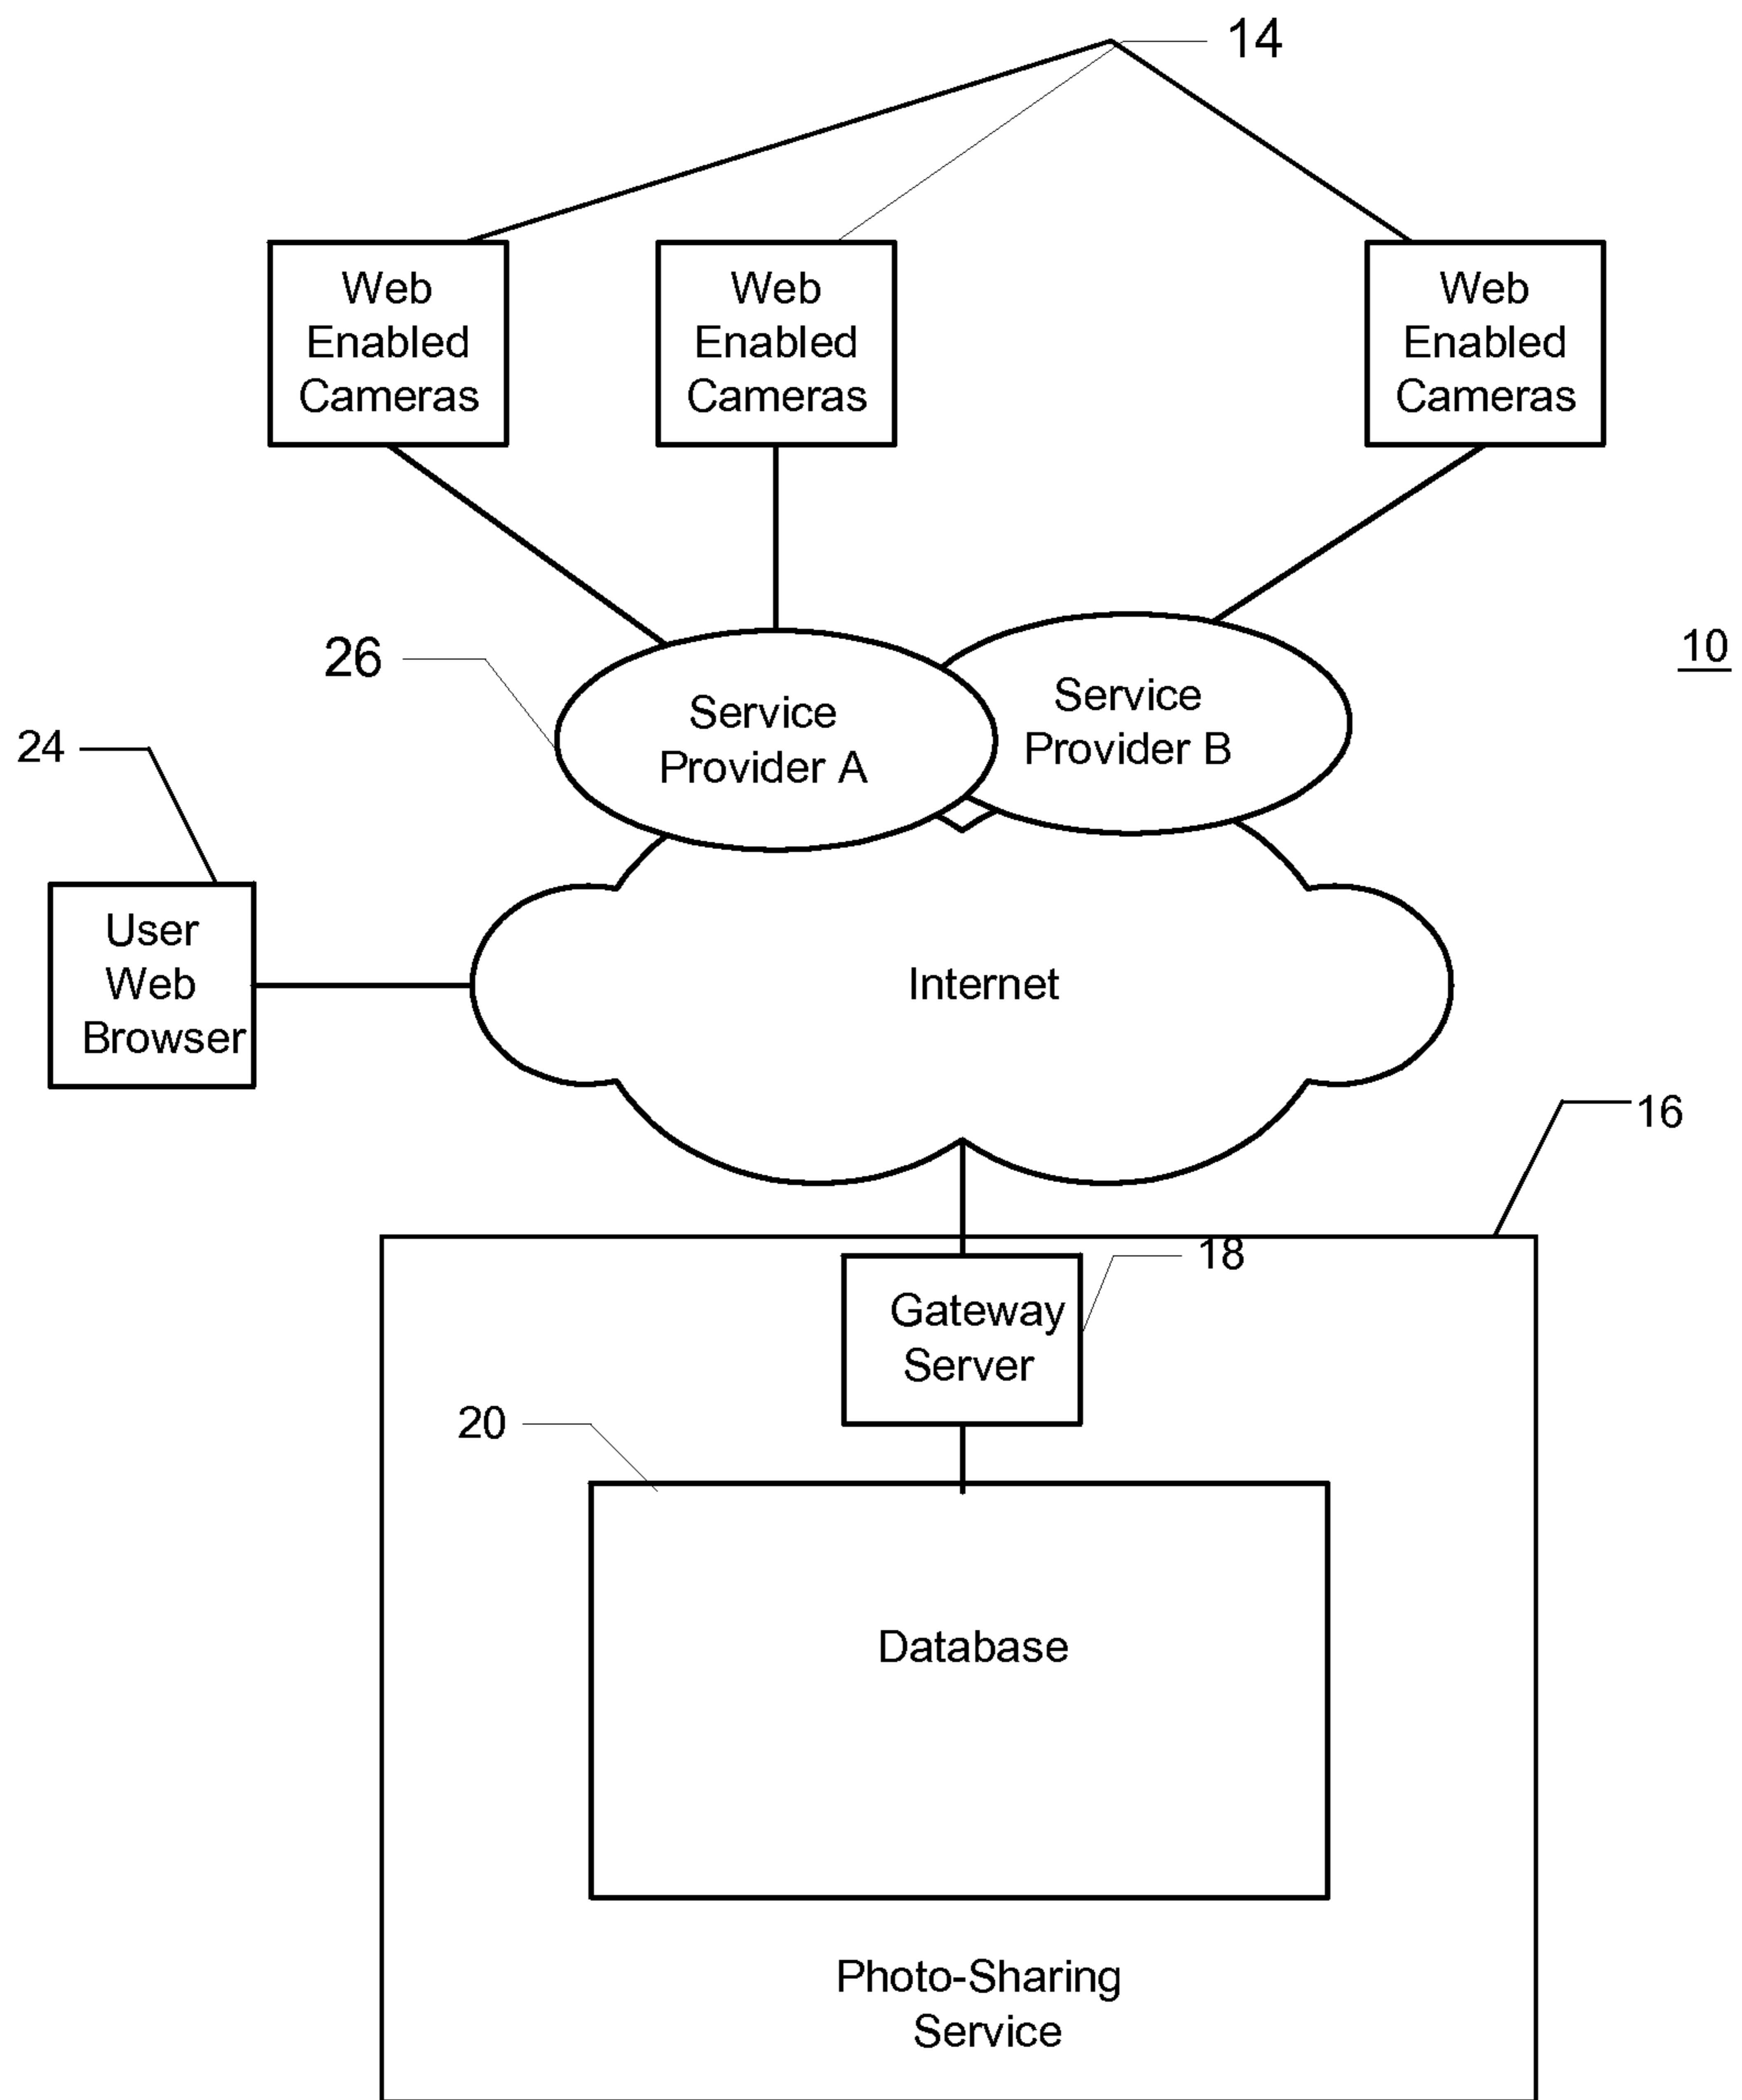 14
Web
Enabled
Cameras
Web
Enabled
Cameras
Web
Enabled
Cameras
26
10
Service
Provider A
Service
Provider B
24
User
Web
Browser
Internet
16
18
Gateway
Server
20
Database
Photo-Sharing
Service